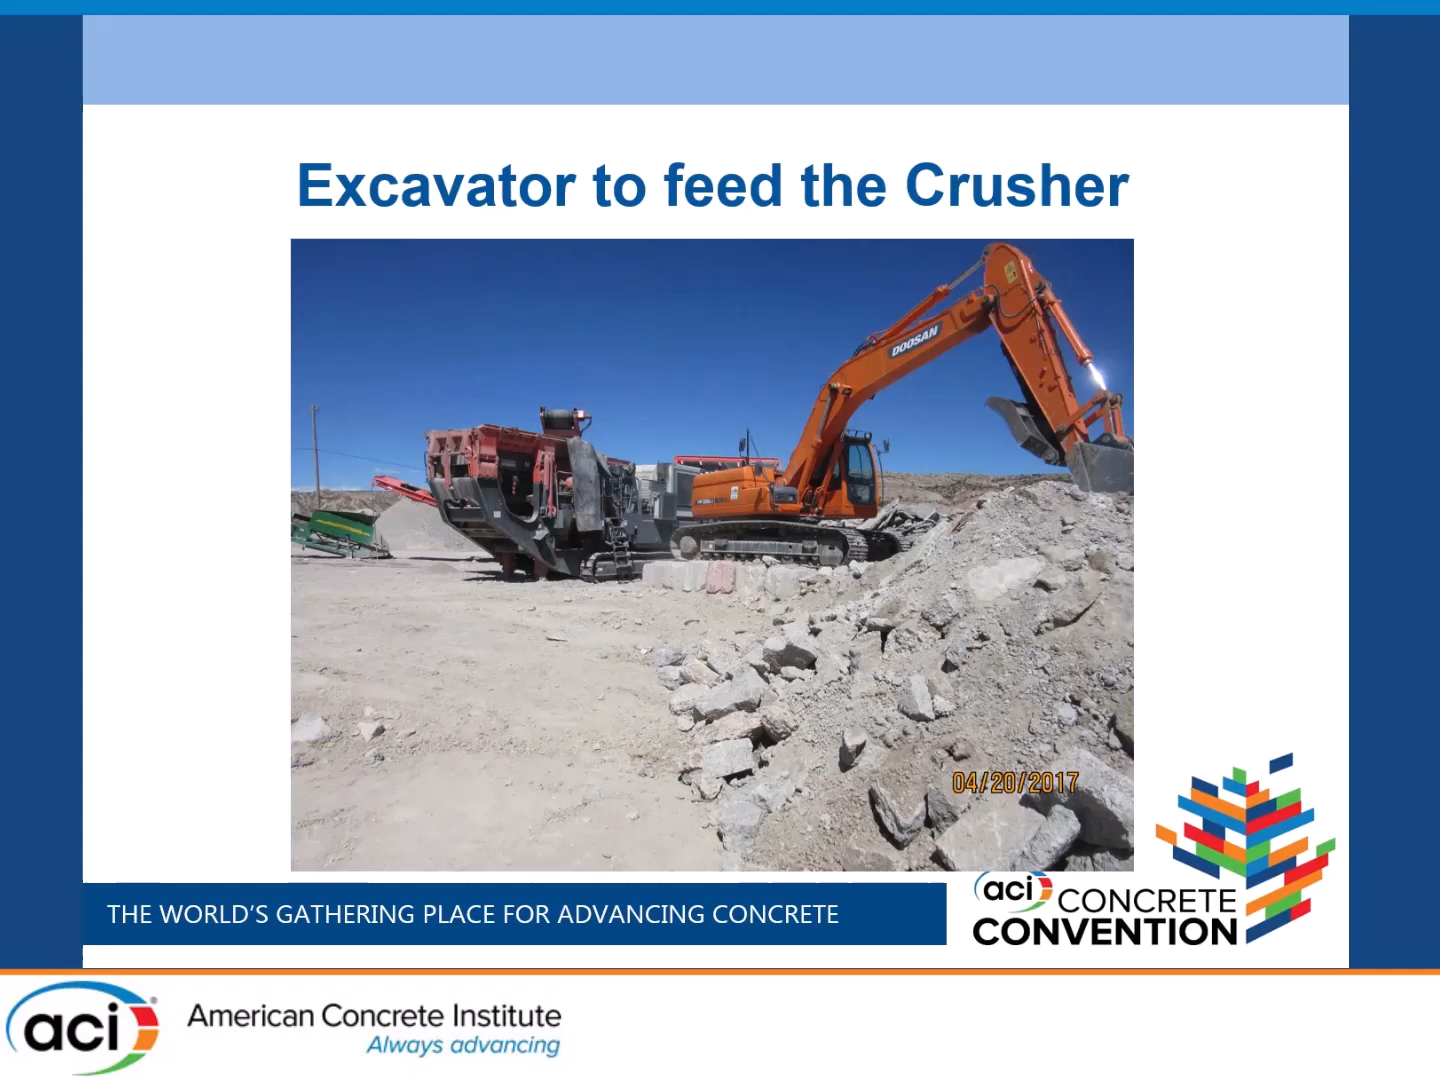 Excavator to feed the Crusher
DOOSAN
04/20/2017
THE WORLD'S GATHERING PLACE FOR ADVANCING CONCRETE
aci CONCRETE
CONVENTION
aci
American Concrete Institute
Always advancing